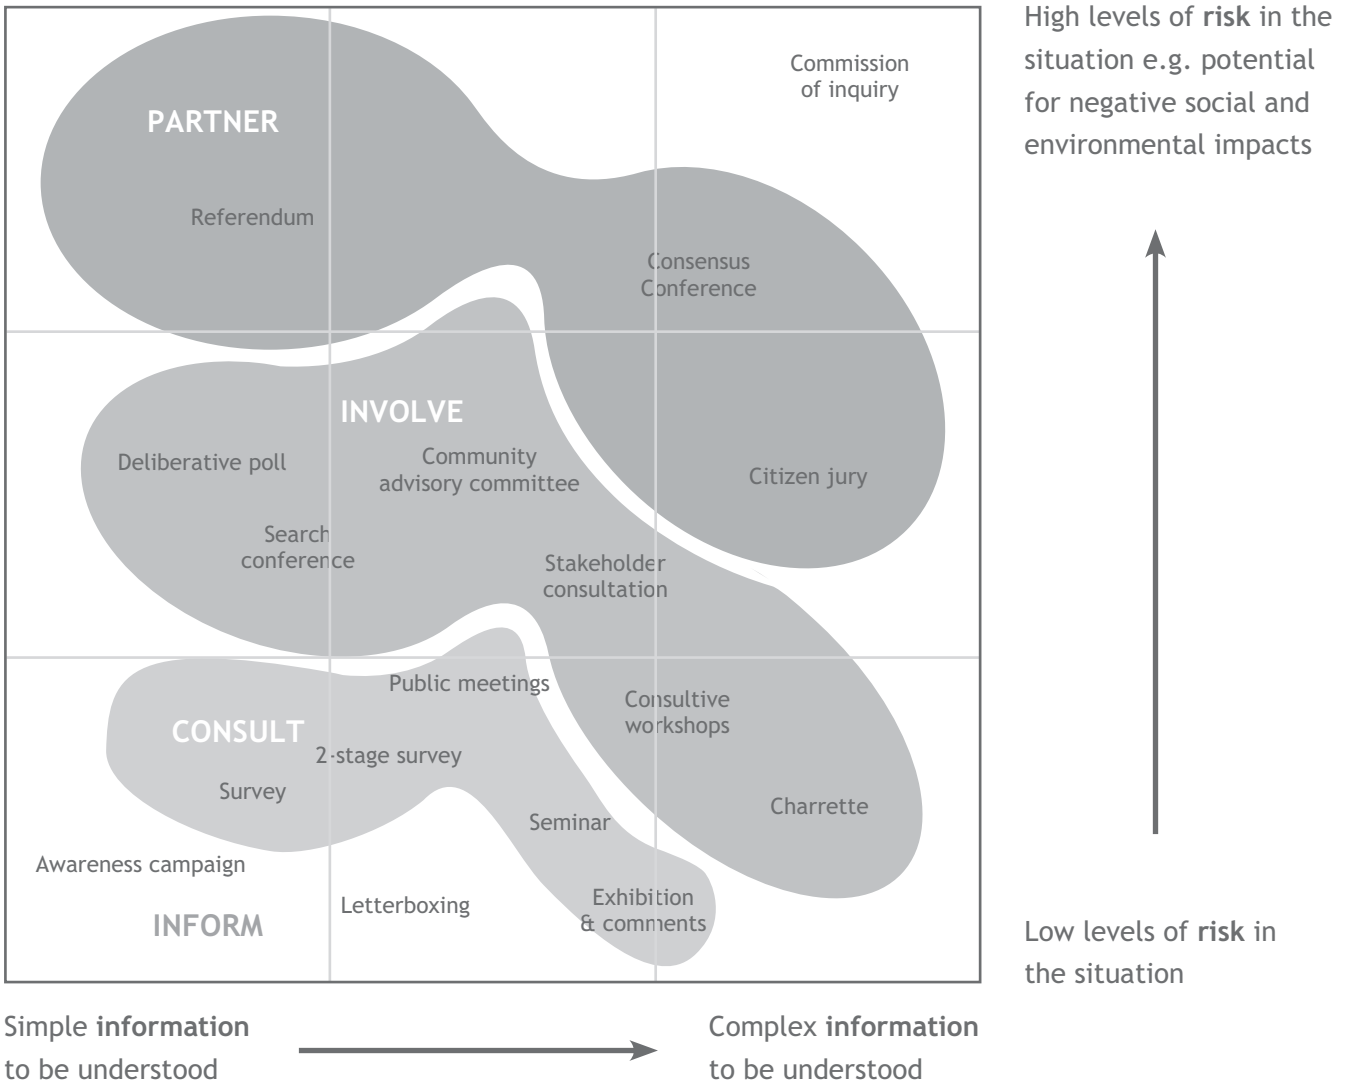 High levels of risk in the
situation e.g. potential
for negative social and
environmental impacts
Commission
of inquiry
PARTNER
Referendum
Consensus
Conference
INVOLVE
Deliberative poll
Community
advisory committee
Citizen jury
Search
conference
Stakeholder
consultation
Public meetings
Consultive
workshops
CONSULT
2-stage survey
Survey
Charrette
Seminar
Awareness campaign
Exhibition
& comments
Letterboxing
INFORM
Low levels of risk in
the situation
Simple information
to be understood
Complex information
to be understood